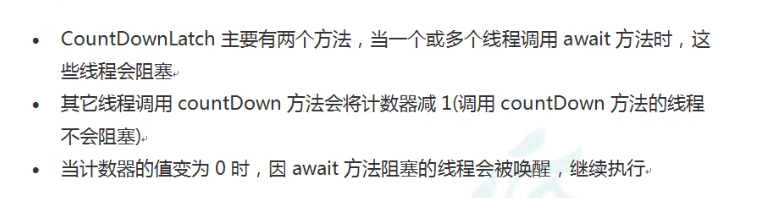 • CountDownLatch 主要有两个方法，当一个或多个线程调用 await 方法时，这
些线程会阻塞
• 其它线程调用 countDown 方法会将计数器减 1(调用 countDown 方法的线程
不会阻塞)
• 当计数器的值变为 0 时，因 await 方法阻塞的线程会被唤醒，继续执行